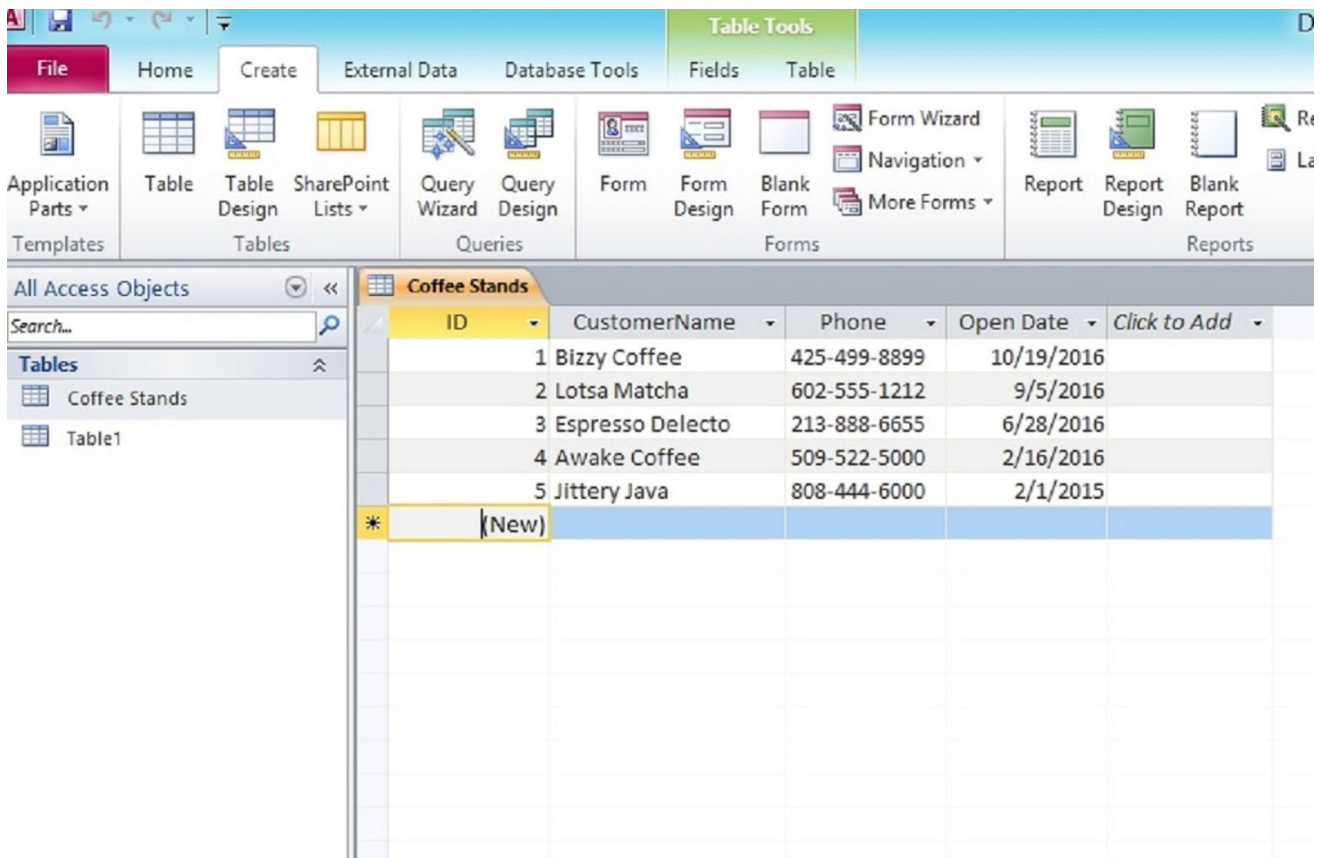 A
Table Tools
D
File Home Create External Data Database Tools Fields Table
Application Parts
Table
Table Design
SharePoint Lists
Query Wizard
Query Design
Form
Form Design
Blank Form
Form Wizard
Navigation
More Forms
Report
Report Design
Blank Report
Re
La
Templates Tables Queries Forms Reports
All Access Objects
Search...
Tables
Coffee Stands
Table1
Coffee Stands
ID CustomerName Phone Open Date Click to Add
1 Bizzy Coffee 425-499-8899 10/19/2016
2 Lotsa Matcha 602-555-1212 9/5/2016
3 Espresso Delecto 213-888-6655 6/28/2016
4 Awake Coffee 509-522-5000 2/16/2016
5 Jittery Java 808-444-6000 2/1/2015
(New)